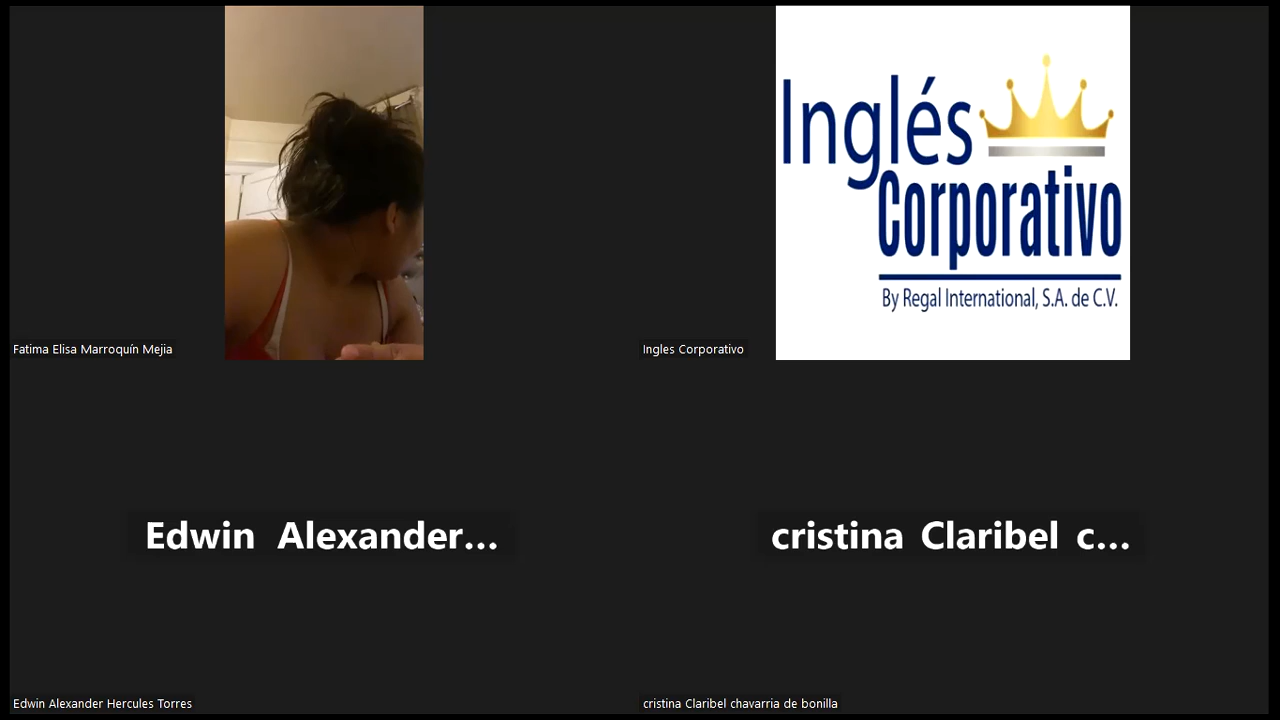 Inglés
Corporativo
By Regal International, S.A. de C.V.
Fatima Elisa Marroquín Mejia
Ingles Corporativo
Edwin Alexander...
cristina Claribel c...
Edwin Alexander Hercules Torres
cristina Claribel chavarria de bonilla